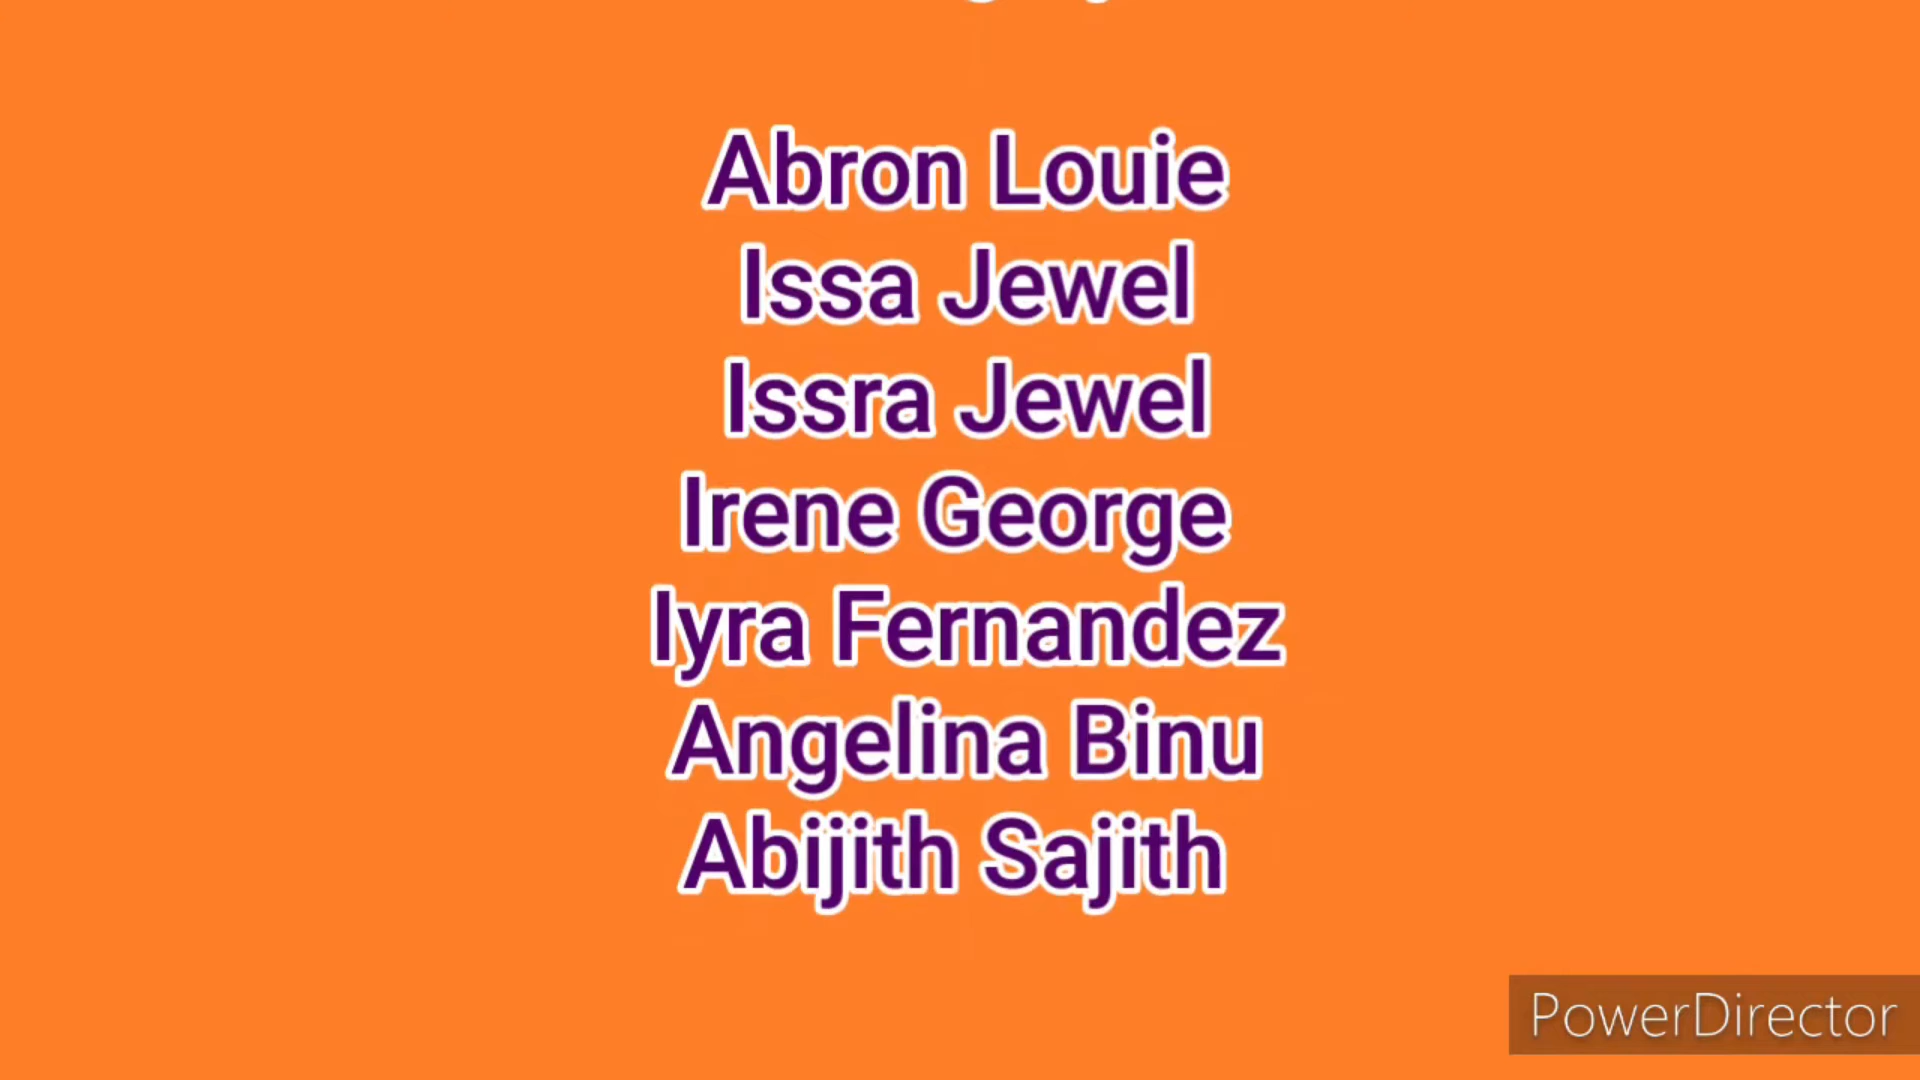 Abron Louie
Issa Jewel
Issra Jewel
Irene George
Iyra Fernandez
Angelina Binu
Abijith Sajith
PowerDirector